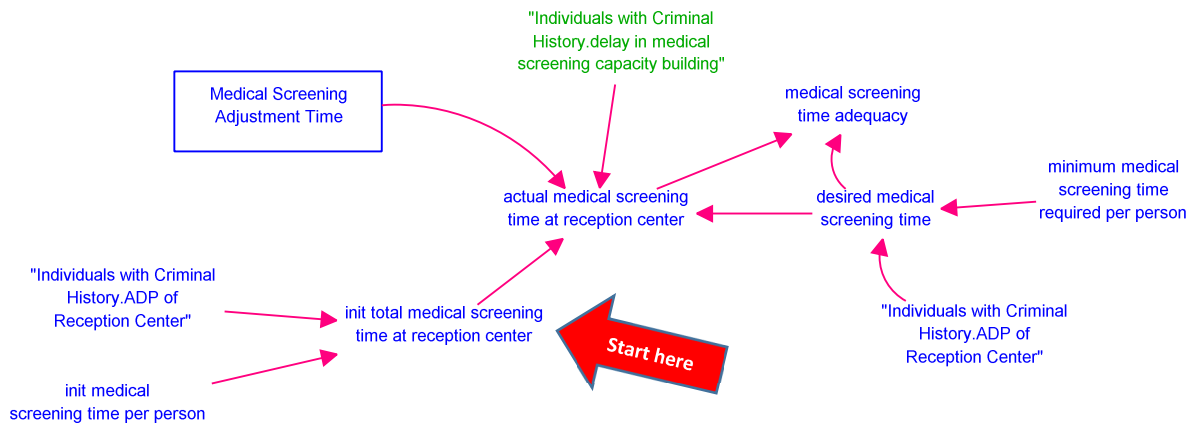 "Individuals with Criminal
History.delay in medical
screening capacity building"
Medical Screening
Adjustment Time
medical screening
time adequacy
actual medical screening
time at reception center
desired medical
screening time
minimum medical
screening time
required per person
"Individuals with Criminal
History.ADP of
Reception Center"
init total medical screening
time at reception center
Start here
"Individuals with Criminal
History.ADP of
Reception Center"
init medical
screening time per person